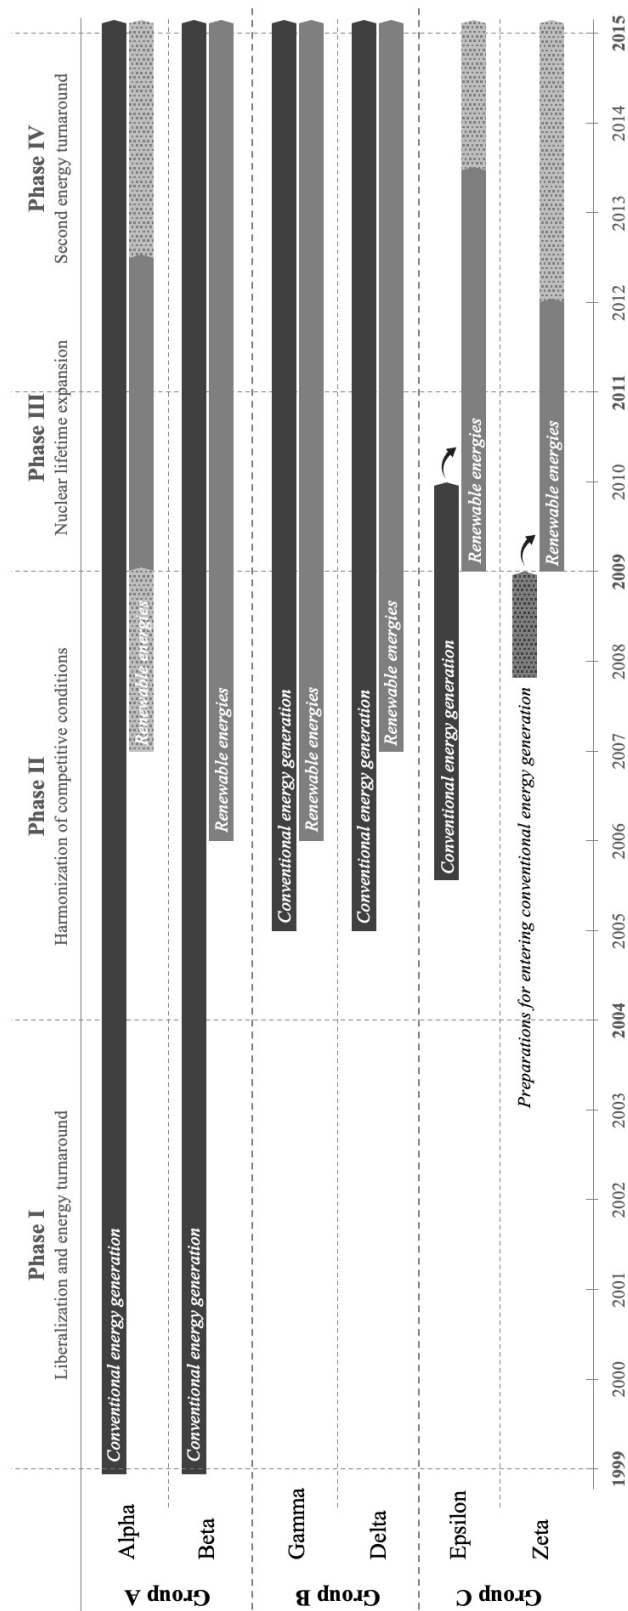 Phase I
Liberalization and energy turnaround
Phase II
Harmonization of competitive conditions
Phase III
Nuclear lifetime expansion
Phase IV
Second energy turnaround
Group A
Alpha
Conventional energy generation
Renewable energies
Beta
Conventional energy generation
Renewable energies
Group B
Gamma
Conventional energy generation
Renewable energies
Delta
Conventional energy generation
Renewable energies
Group C
Epsilon
Conventional energy generation
Renewable energies
Zeta
Preparations for entering conventional energy generation
Renewable energies
1999 2000 2001 2002 2003 2004 2005 2006 2007 2008 2009 2010 2011 2012 2013 2014 2015